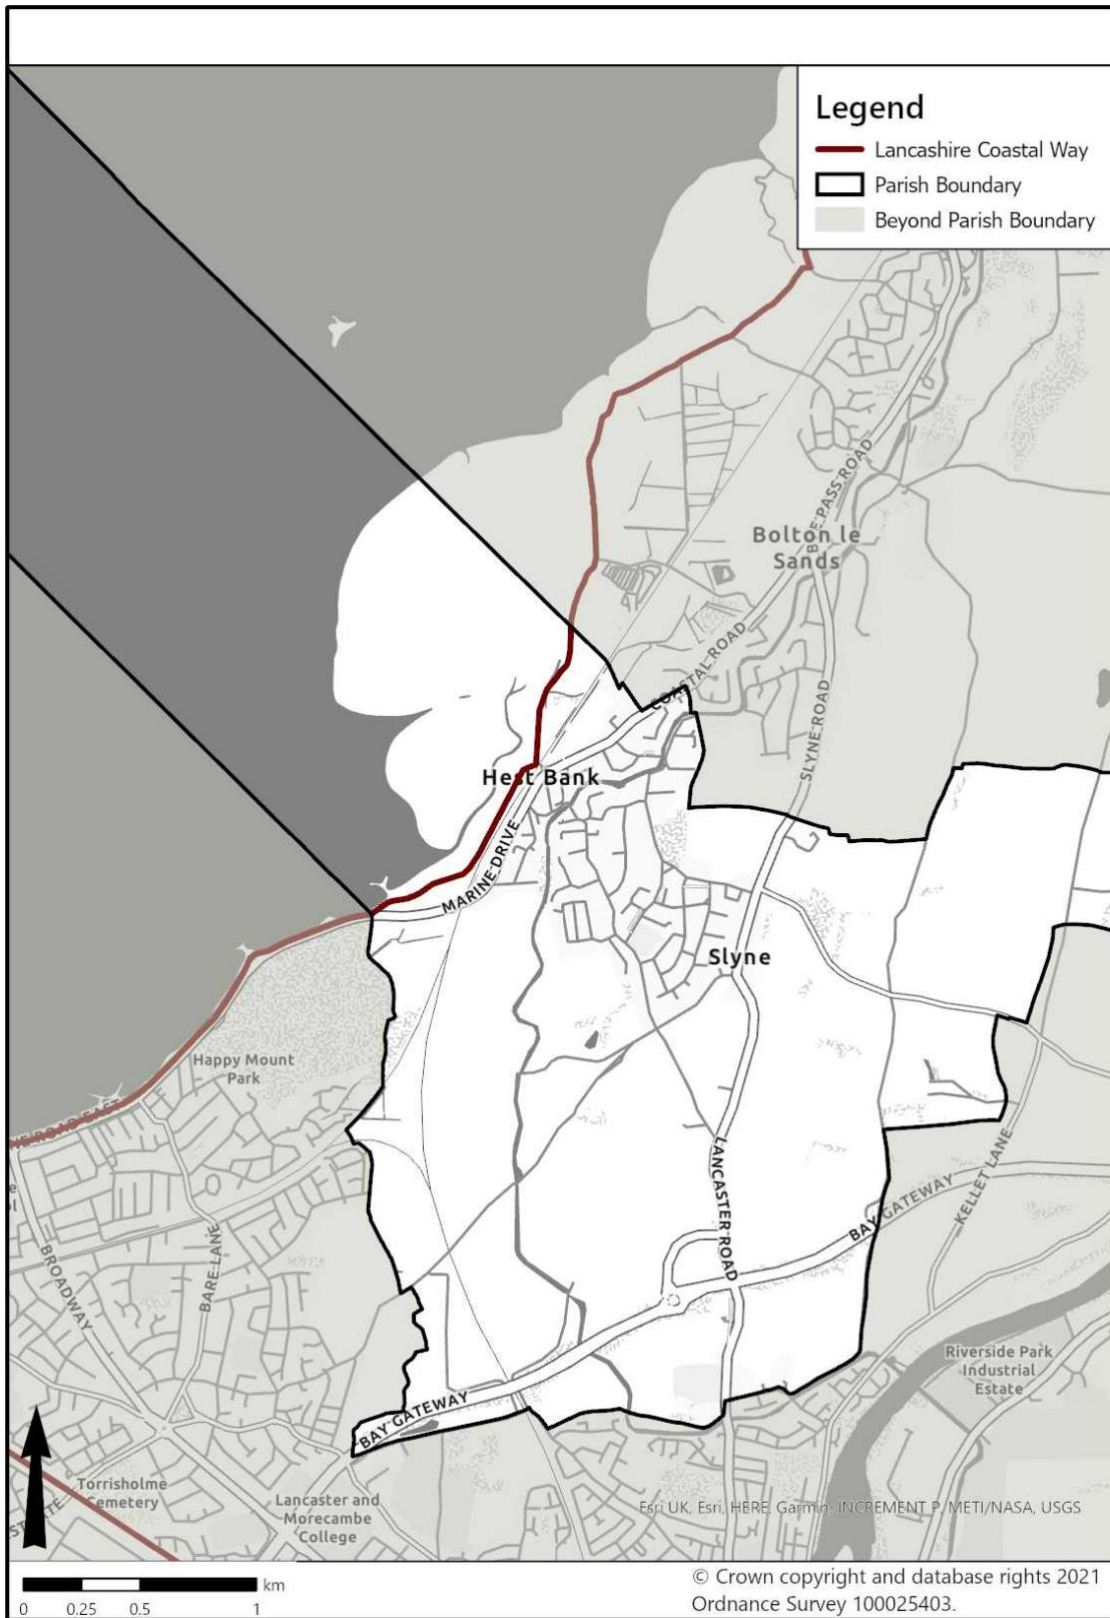 Legend
Lancashire Coastal Way
Parish Boundary
Beyond Parish Boundary
BY-PASS ROAD
Bolton le
Sands
COASTAL ROAD
SLYNE ROAD
Hest Bank
MARINE DRIVE
Slyne
Happy Mount
Park
ROAD EAST
LANCASTER ROAD
KELLET LANE
BAY GATEWAY
BARE LANE
BROADWAY
Riverside Park
Industrial
Estate
BAY GATEWAY
Torrisholme
Cemetery
Lancaster and
Morecambe
College
Esri UK, Esri, HERE, Garmin, INCREMENT P, METI/NASA, USGS
km
0 0.25 0.5 1
© Crown copyright and database rights 2021
Ordnance Survey 100025403.